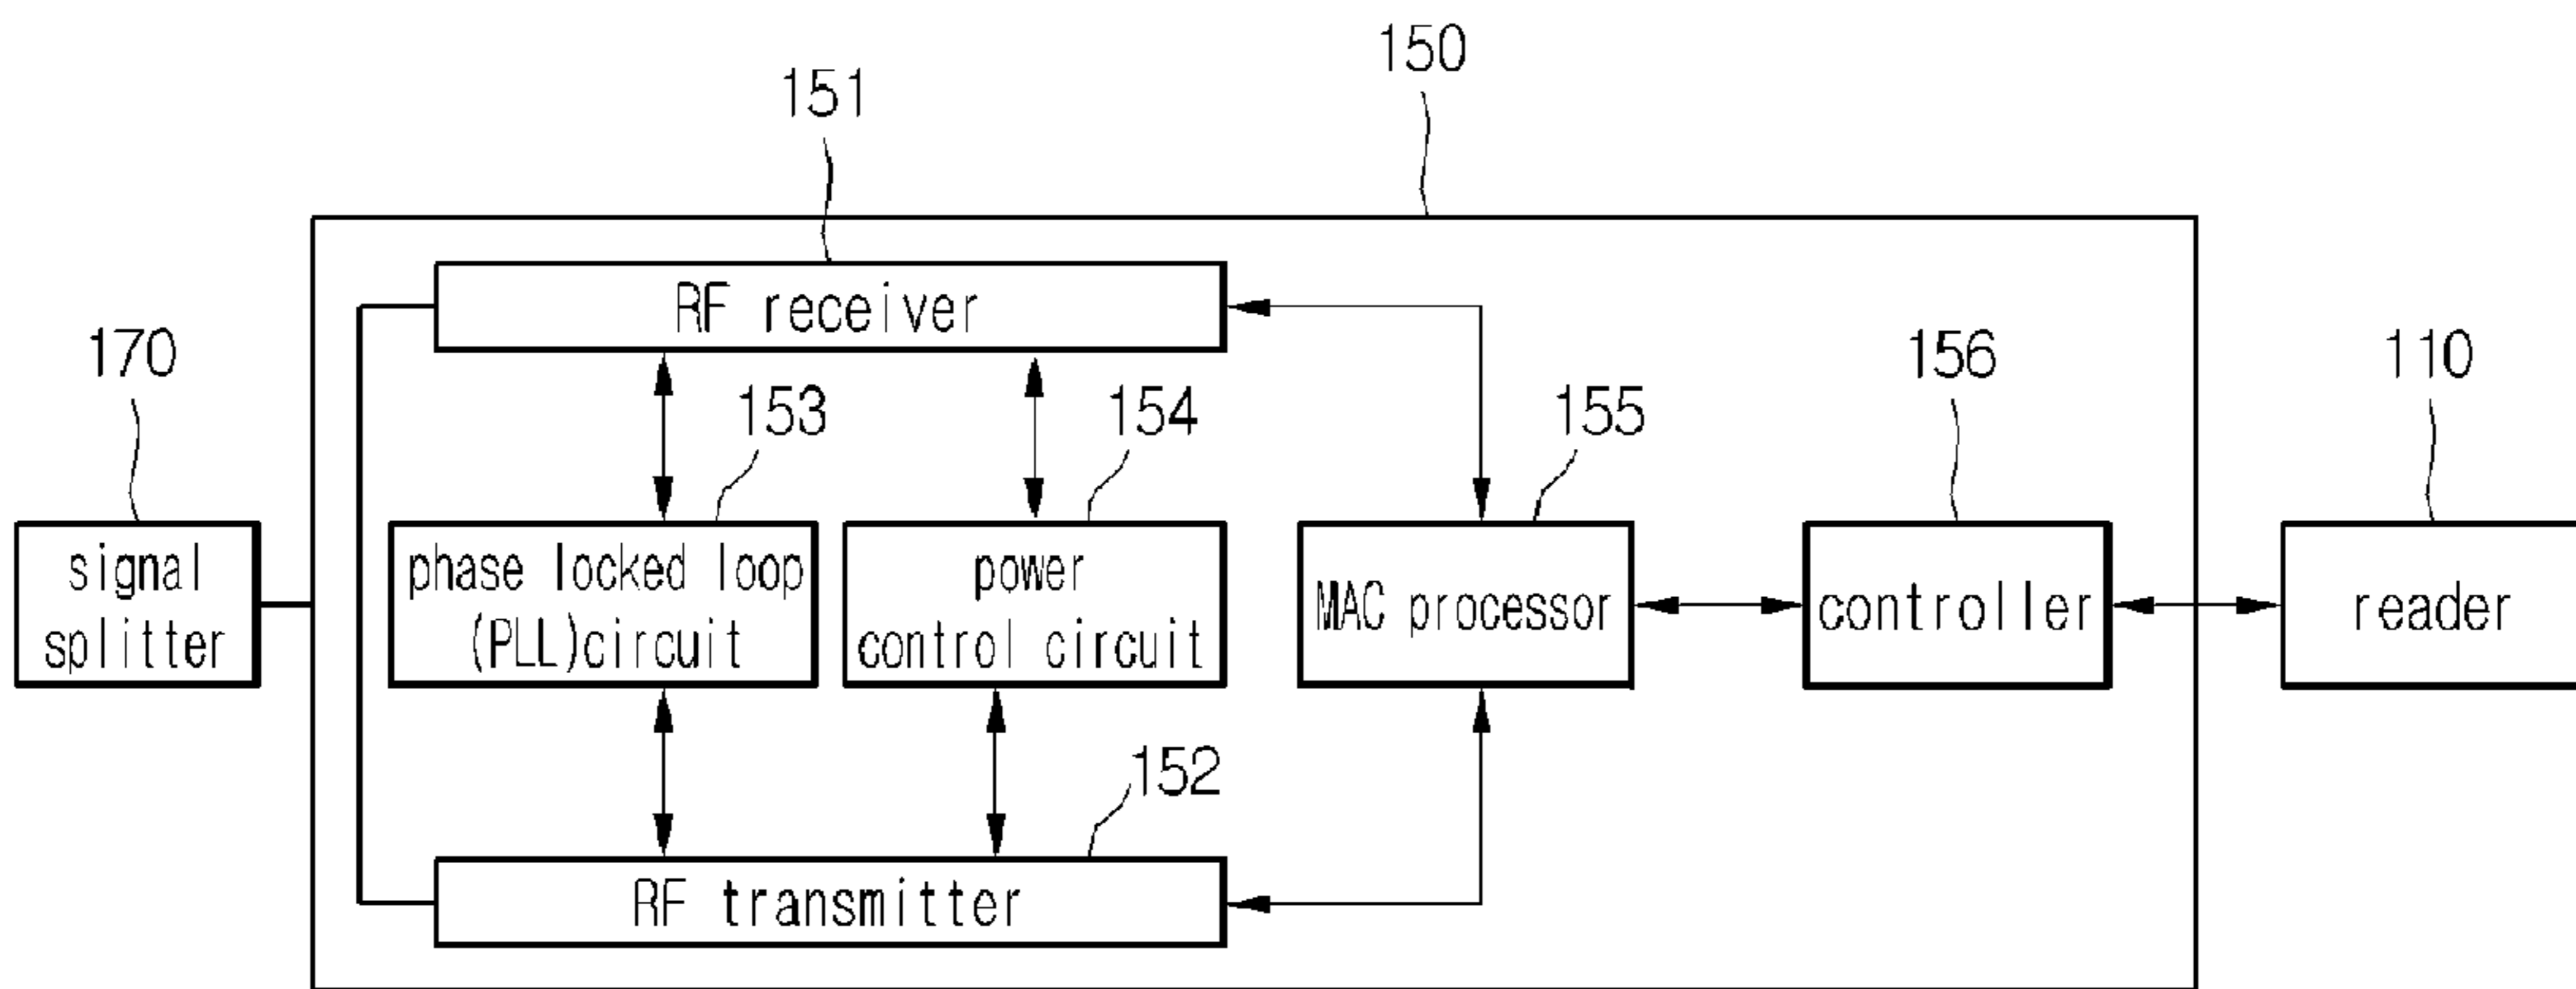 150
151
RF receiver
170
153
154
155
156
110
signal
splitter
phase locked loop
(PLL)circuit
power
control circuit
MAC processor
controller
reader
152
RF transmitter